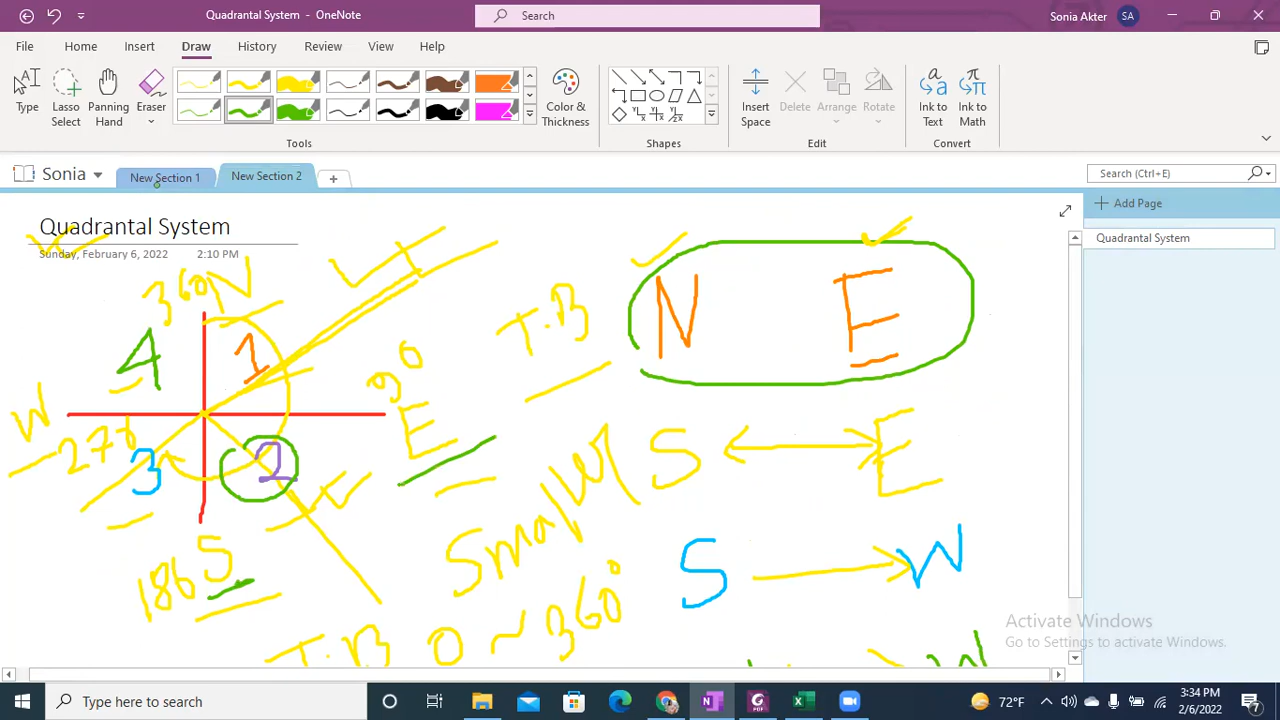 Quadrantal System - OneNote
Search
Sonia Akter SA
File Home Insert Draw History Review View Help
Type
Lasso Select
Panning Hand
Eraser
Color & Thickness
Insert Space
Delete
Arrange
Rotate
Ink to Text
Ink to Math
Tools
Shapes
Edit
Convert
Sonia
New Section 1
New Section 2
Search (Ctrl+E)
Quadrantal System
Sunday, February 6, 2022 2:10 PM
Add Page
Quadrantal System
360 N
4 1
T.B
N E
90
E
W
270
3 2
S E
Smaller
180 S
S W
T.B 0 ~ 360°
W
Activate Windows
Go to Settings to activate Windows.
Type here to search
72°F
3:34 PM
2/6/2022
7